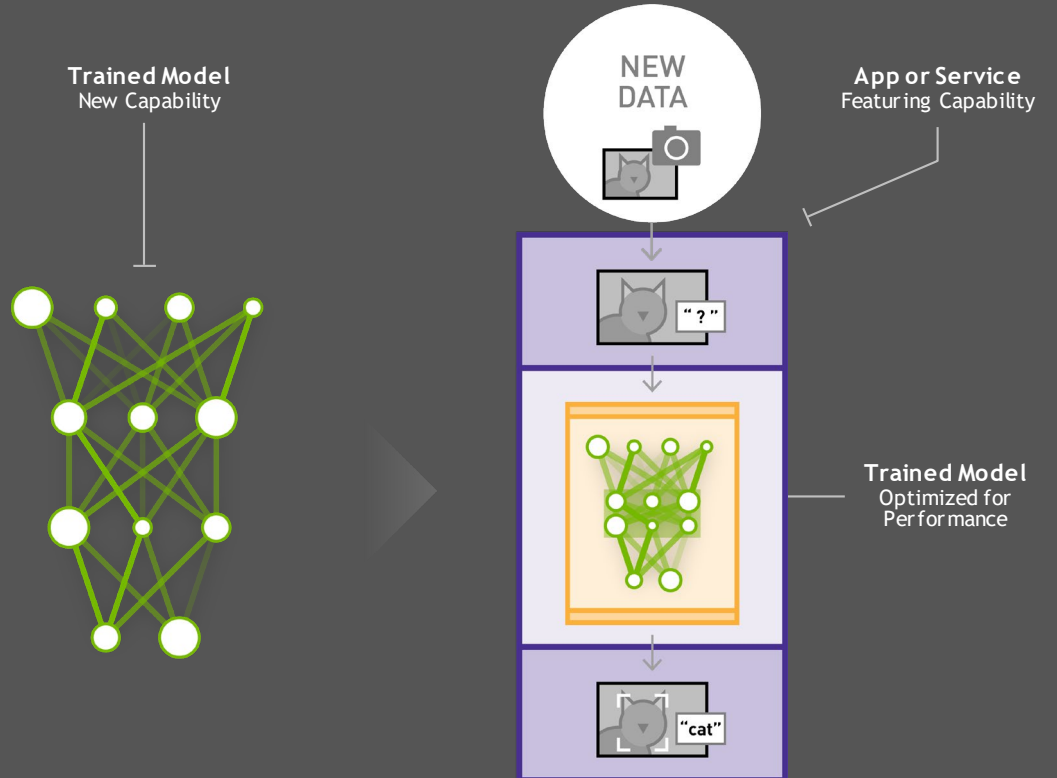 Trained Model
New Capability
NEW
DATA
App or Service
Featuring Capability
“ ? ”
Trained Model
Optimized for
Performance
“cat”